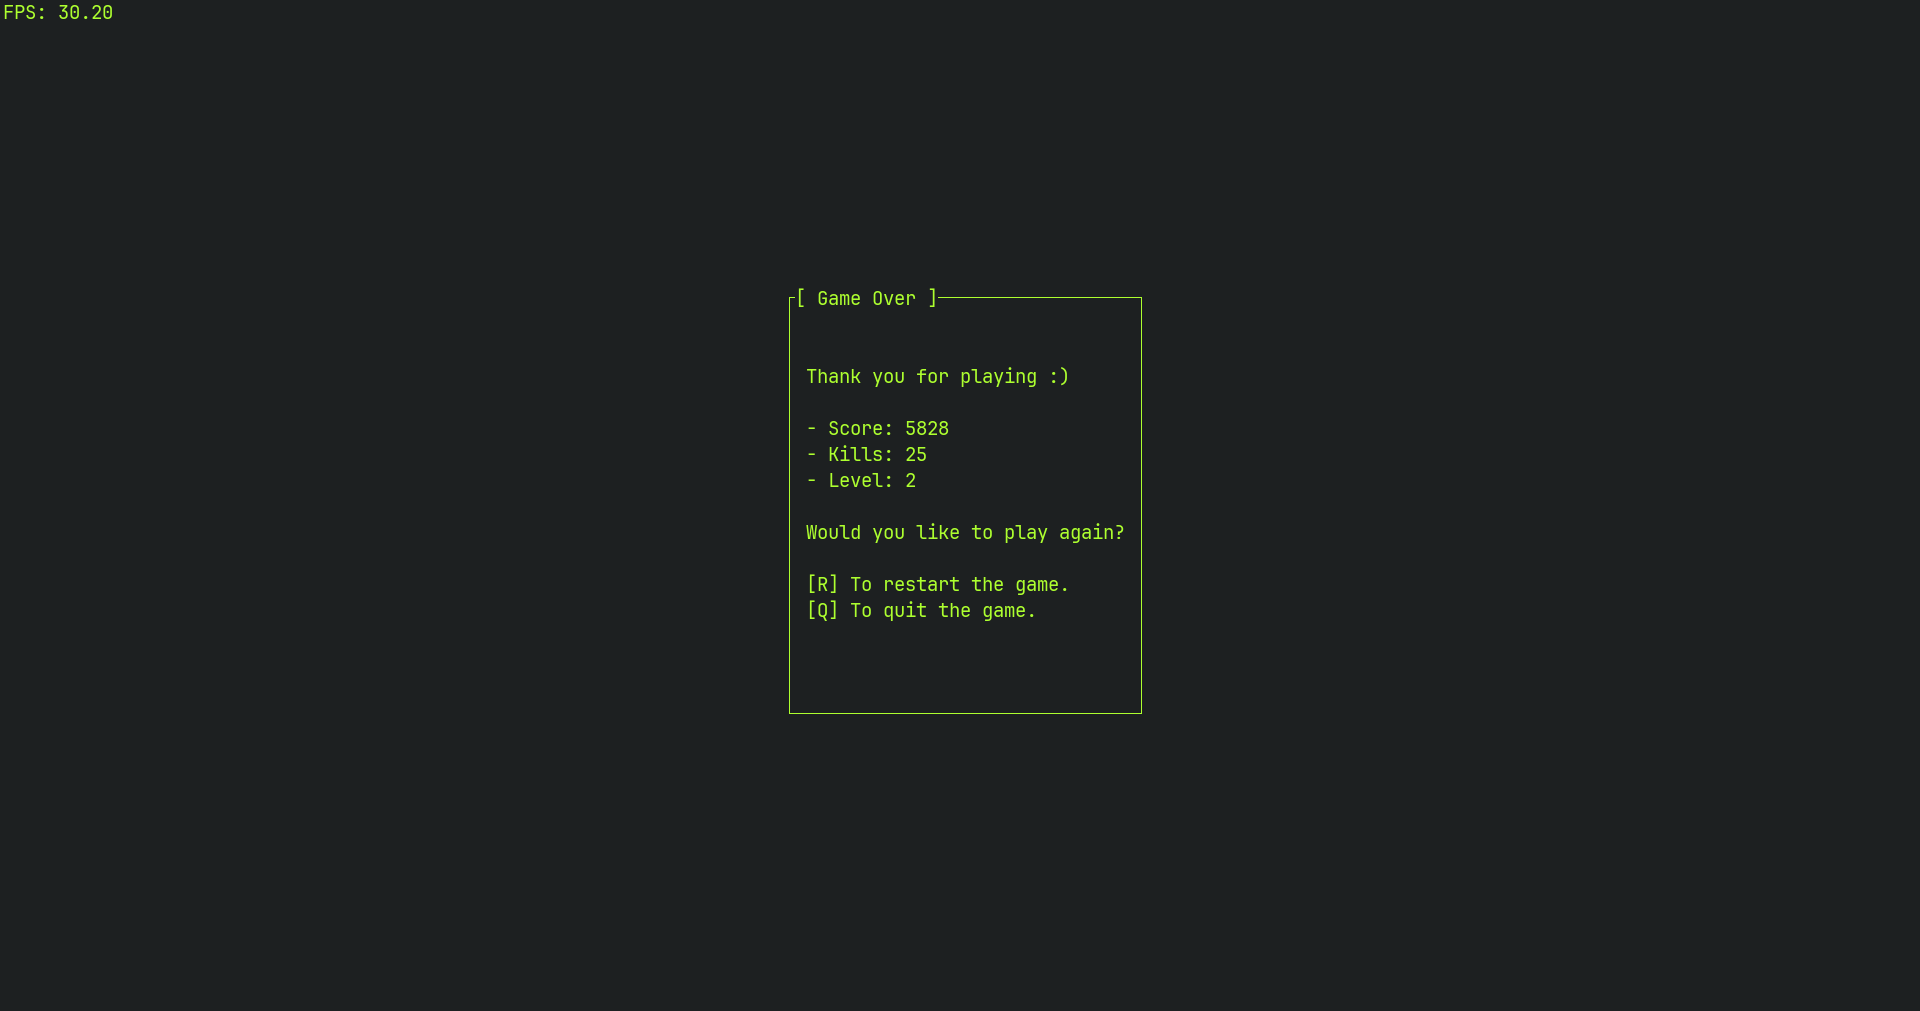 FPS: 30.20
[ Game Over ]
Thank you for playing :)
- Score: 5828
- Kills: 25
- Level: 2
Would you like to play again?
[R] To restart the game.
[Q] To quit the game.